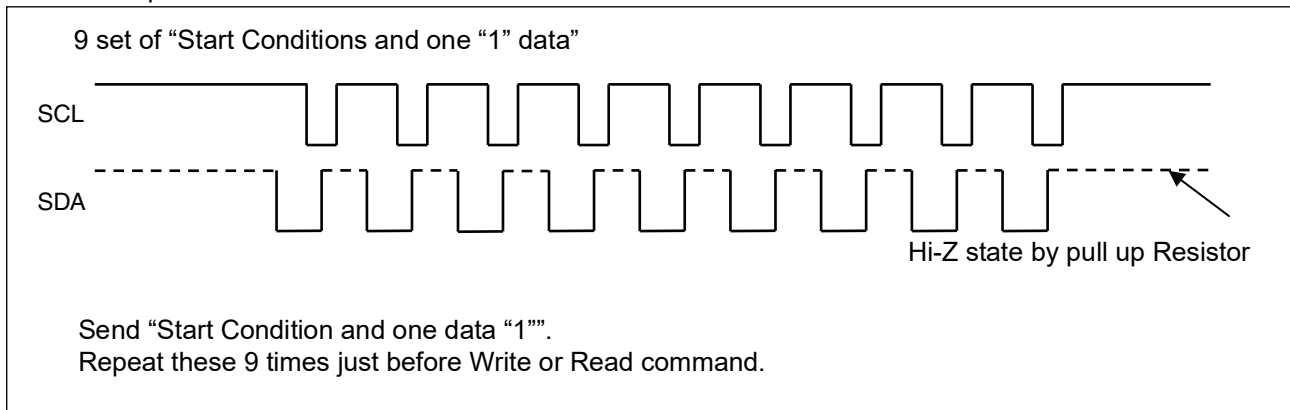 9 set of “Start Conditions and one “1” data”
SCL
SDA
Hi-Z state by pull up Resistor
Send “Start Condition and one data “1””.
Repeat these 9 times just before Write or Read command.